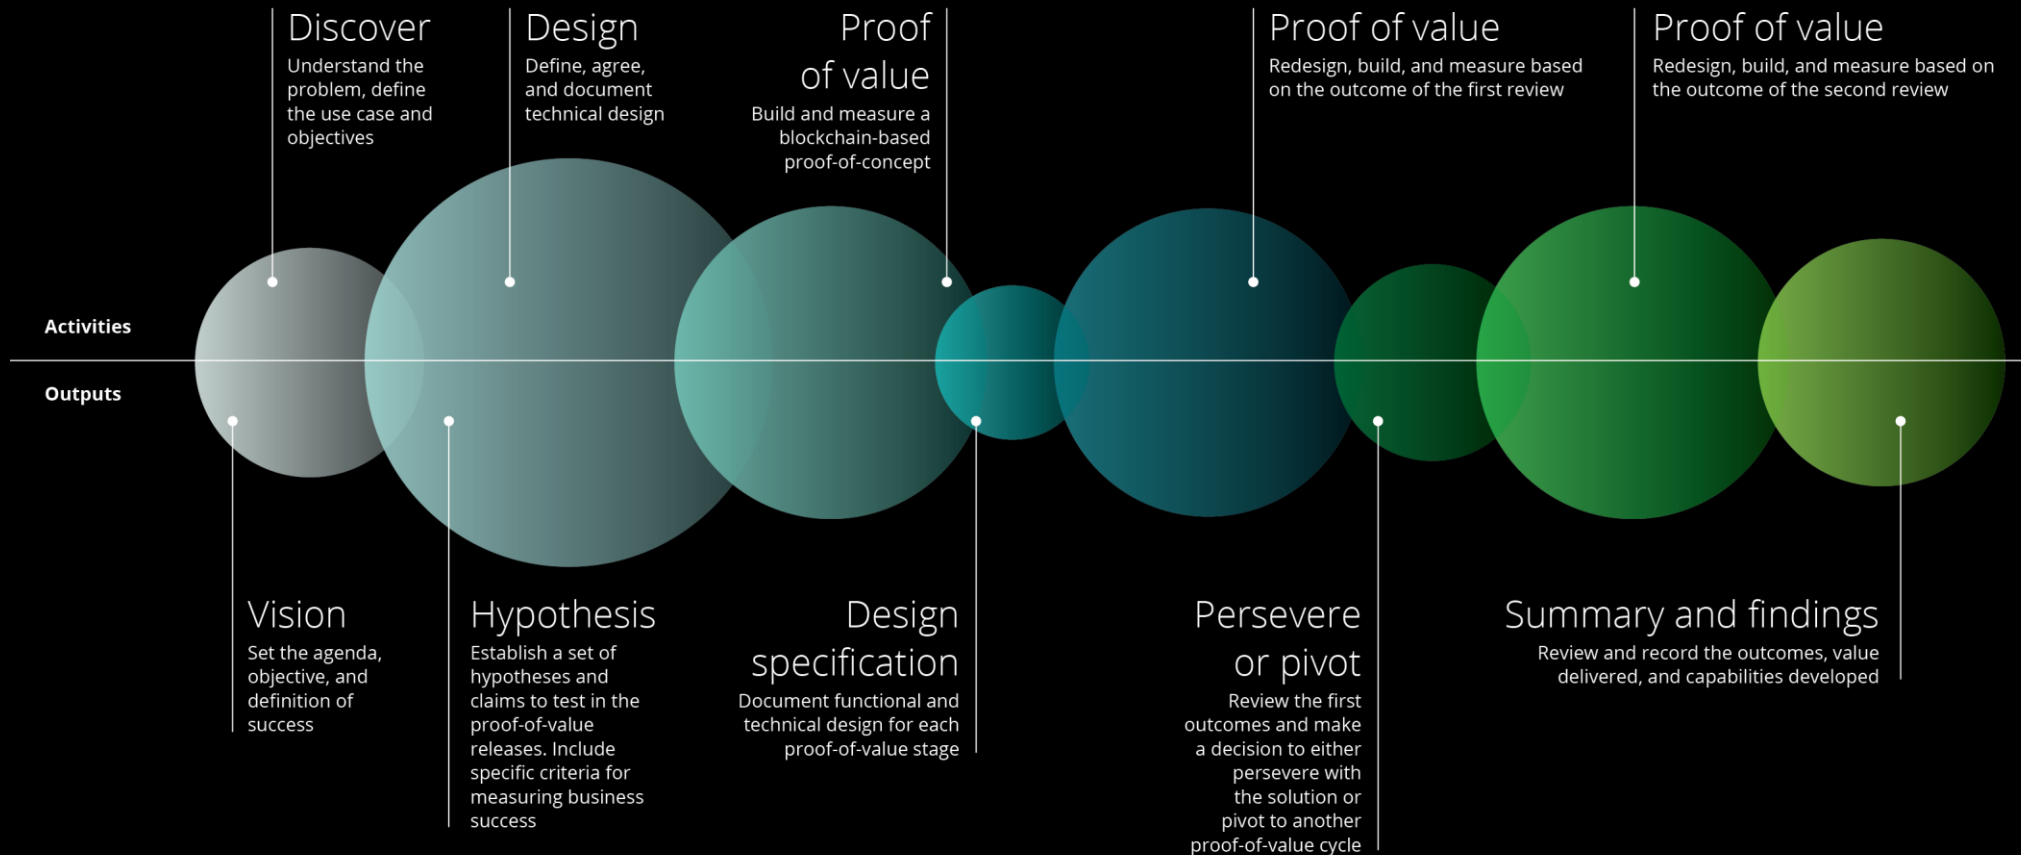 Discover
Understand the
problem, define
the use case and
objectives
Design
Define, agree,
and document
technical design
Proof
of value
Build and measure a
blockchain-based
proof-of-concept
Proof of value
Redesign, build, and measure based
on the outcome of the first review
Proof of value
Redesign, build, and measure based on
the outcome of the second review
Activities
Outputs
Vision
Set the agenda,
objective, and
definition of
success
Hypothesis
Establish a set of
hypotheses and
claims to test in the
proof-of-value
releases. Include
specific criteria for
measuring business
success
Design
specification
Document functional and
technical design for each
proof-of-value stage
Persevere
or pivot
Review the first
outcomes and make
a decision to either
persevere with
the solution or
pivot to another
proof-of-value cycle
Summary and findings
Review and record the outcomes, value
delivered, and capabilities developed